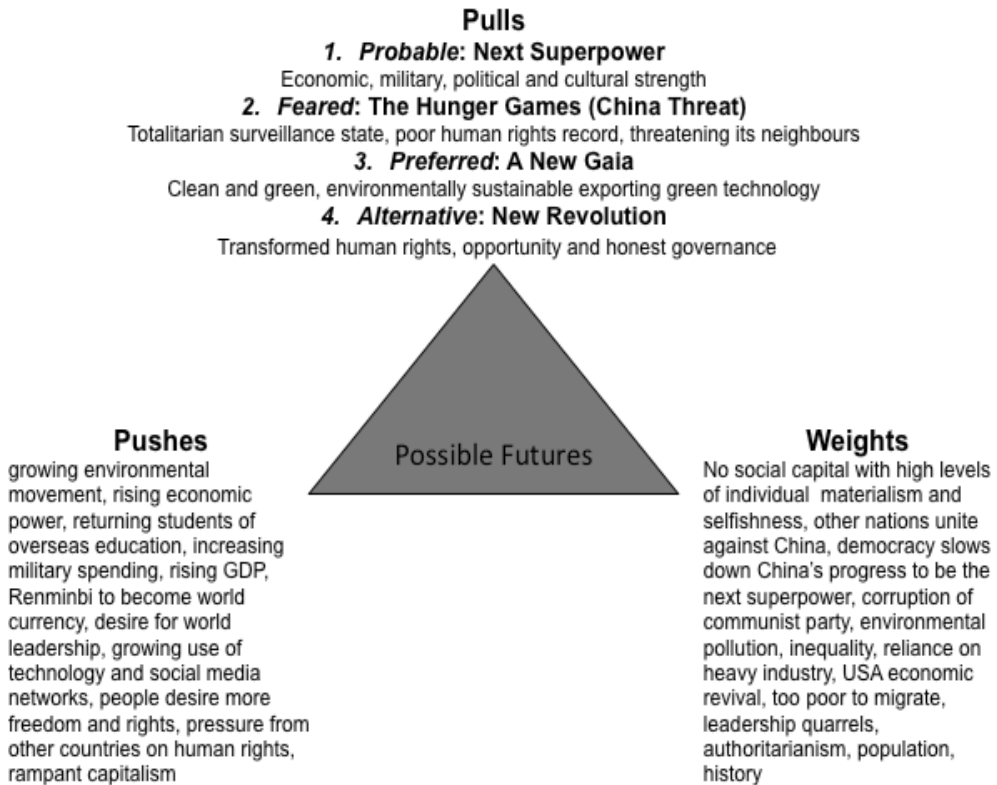 Pulls
1. Probable: Next Superpower
Economic, military, political and cultural strength
2. Feared: The Hunger Games (China Threat)
Totalitarian surveillance state, poor human rights record, threatening its neighbours
3. Preferred: A New Gaia
Clean and green, environmentally sustainable exporting green technology
4. Alternative: New Revolution
Transformed human rights, opportunity and honest governance
Possible Futures
Pushes
growing environmental
movement, rising economic
power, returning students of
overseas education, increasing
military spending, rising GDP,
Renminbi to become world
currency, desire for world
leadership, growing use of
technology and social media
networks, people desire more
freedom and rights, pressure from
other countries on human rights,
rampant capitalism
Weights
No social capital with high levels
of individual materialism and
selfishness, other nations unite
against China, democracy slows
down China's progress to be the
next superpower, corruption of
communist party, environmental
pollution, inequality, reliance on
heavy industry, USA economic
revival, too poor to migrate,
leadership quarrels,
authoritarianism, population,
history